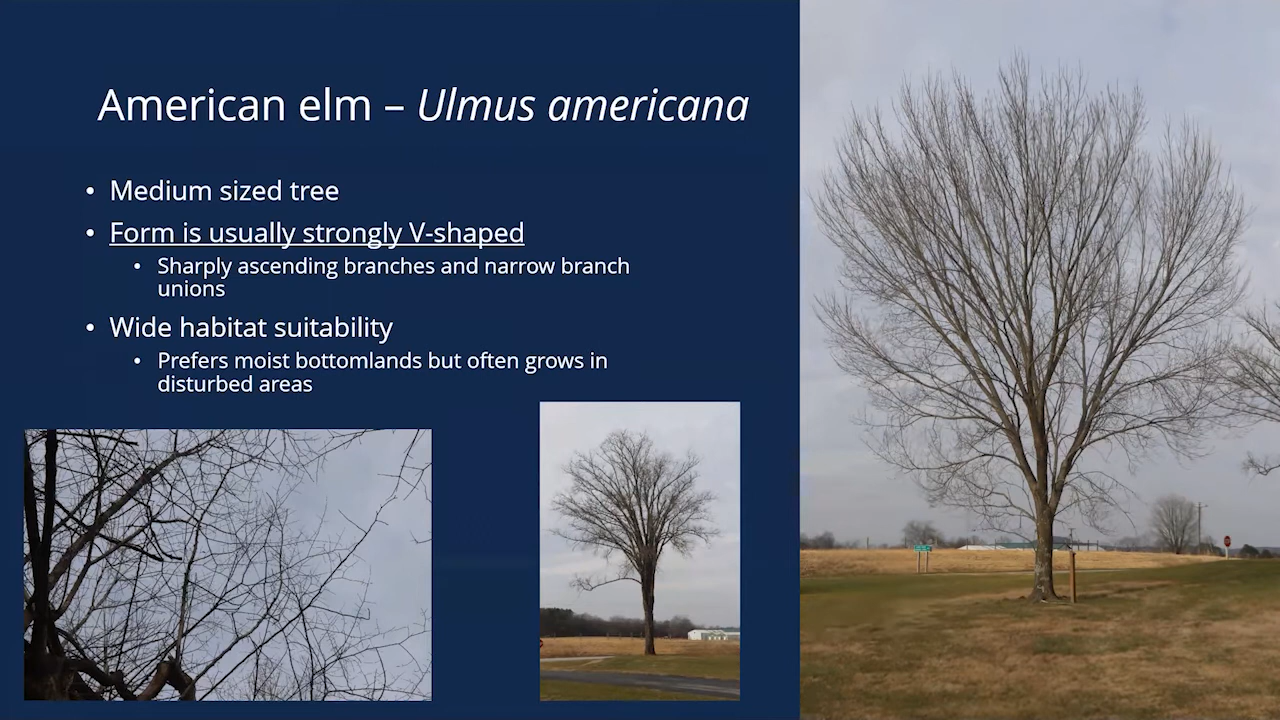 American elm – Ulmus americana
• Medium sized tree
• Form is usually strongly V-shaped
• Sharply ascending branches and narrow branch
unions
• Wide habitat suitability
• Prefers moist bottomlands but often grows in
disturbed areas